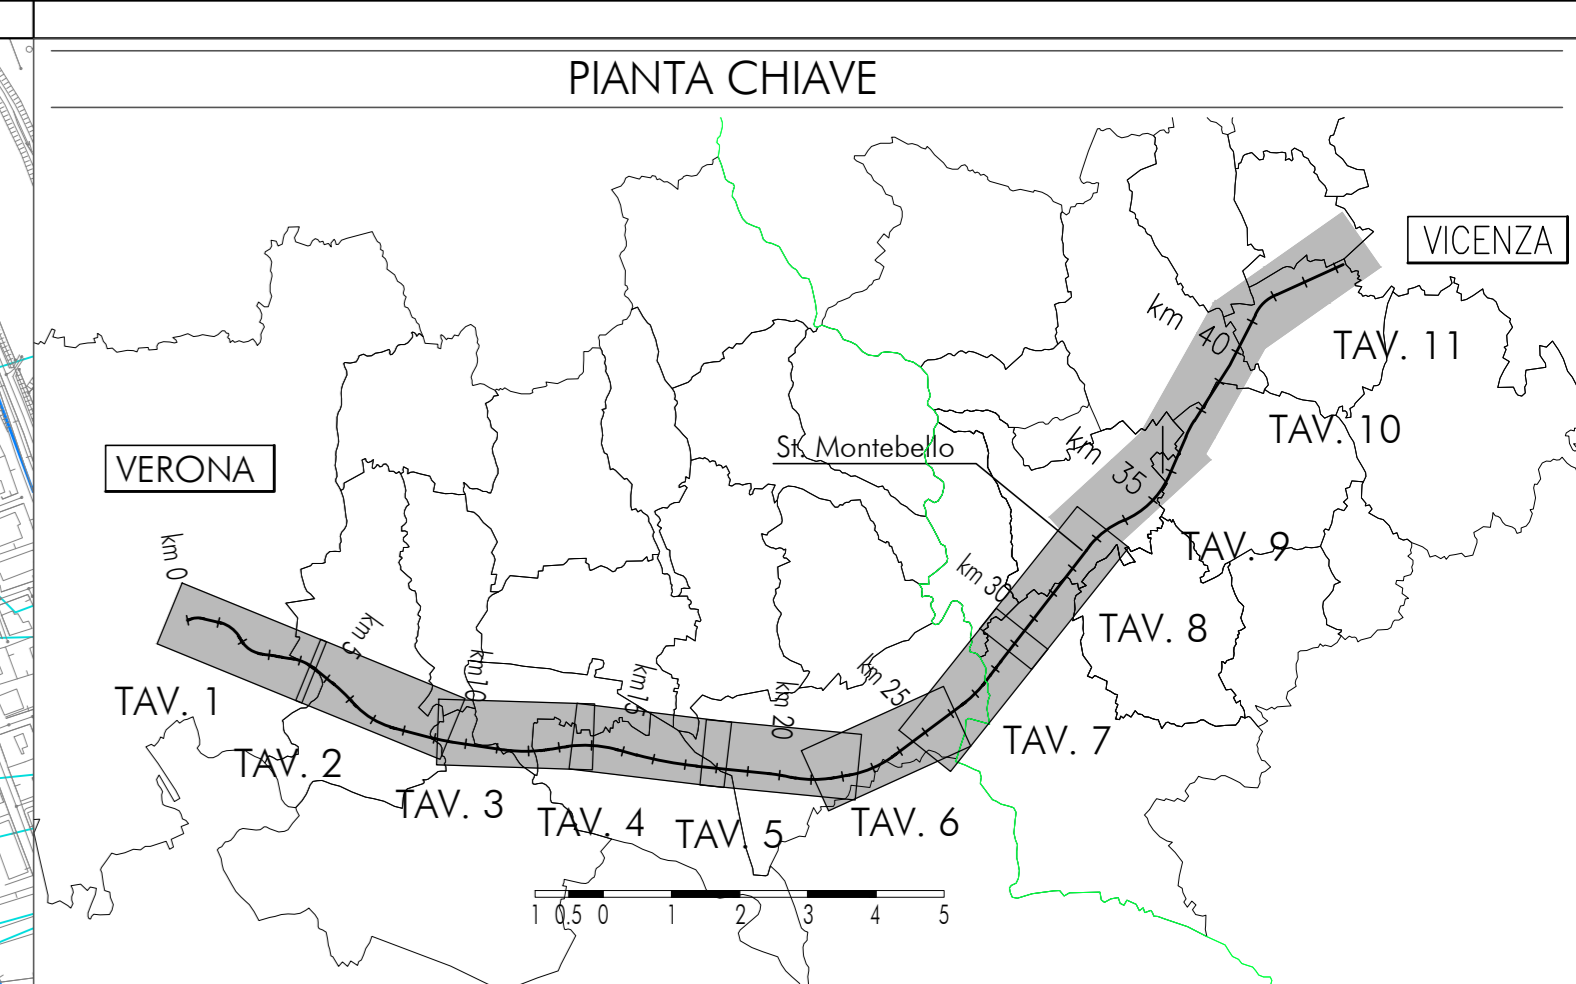 PIANTA CHIAVE
VICENZA
km 40
TAV. 11
TAV. 10
St. Montebello
km 35
VERONA
TAV. 9
km 0
km 30
TAV. 8
km 5
km 10
km 15
km 20
km 25
TAV. 1
TAV. 7
TAV. 2
TAV. 3
TAV. 4
TAV. 5
TAV. 6
1 0.5 0 1 2 3 4 5